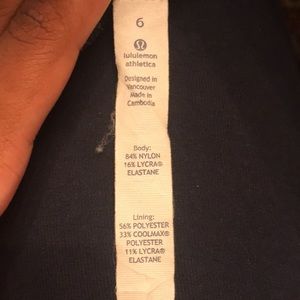 6
lululemon
athletica
Designed in
Vancouver
Made in
Cambodia
Body:
84% NYLON
16% LYCRA®
ELASTANE
Lining:
56% POLYESTER
33% COOLMAX®
POLYESTER
11% LYCRA®
ELASTANE